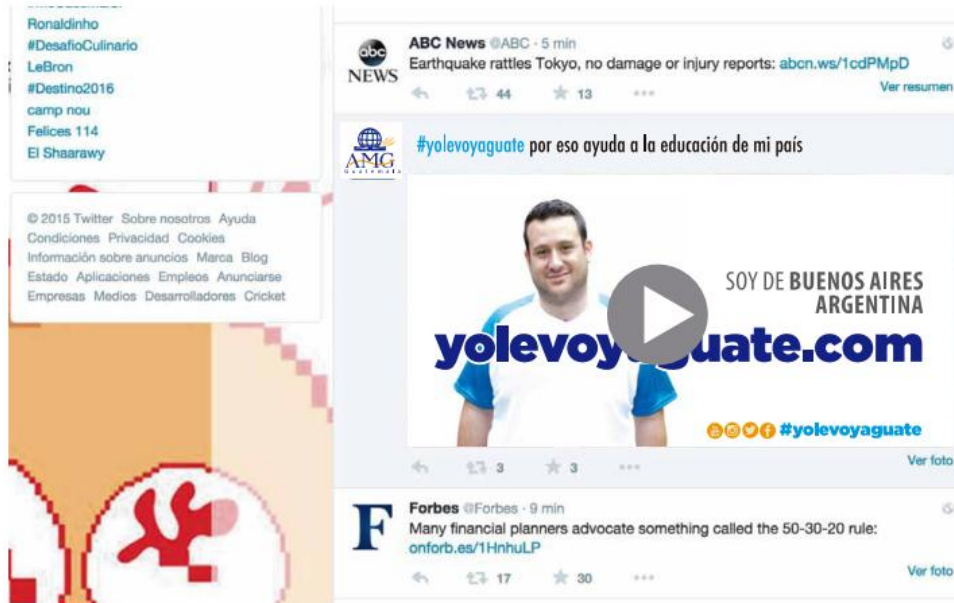 Ronaldinho
#DesafioCulinario
LeBron
#Destino2016
camp nou
Felices 114
El Shaarawy
© 2015 Twitter Sobre nosotros Ayuda
Condiciones Privacidad Cookies
Información sobre anuncios Marca Blog
Estado Aplicaciones Empleos Anunciarse
Empresas Medios Desarrolladores Cricket
abc
NEWS
ABC News @ABC · 5 min
Earthquake rattles Tokyo, no damage or injury reports: abcn.ws/1cdPMpD
44 13
Ver resumen
AMG
Guatemala
#yolevoyaguate por eso ayuda a la educación de mi país
SOY DE BUENOS AIRES
ARGENTINA
#yolevoyaguate
3 3
Ver foto
F
Forbes @Forbes · 9 min
Many financial planners advocate something called the 50-30-20 rule:
onforb.es/1HnhuLP
17 30
Ver foto